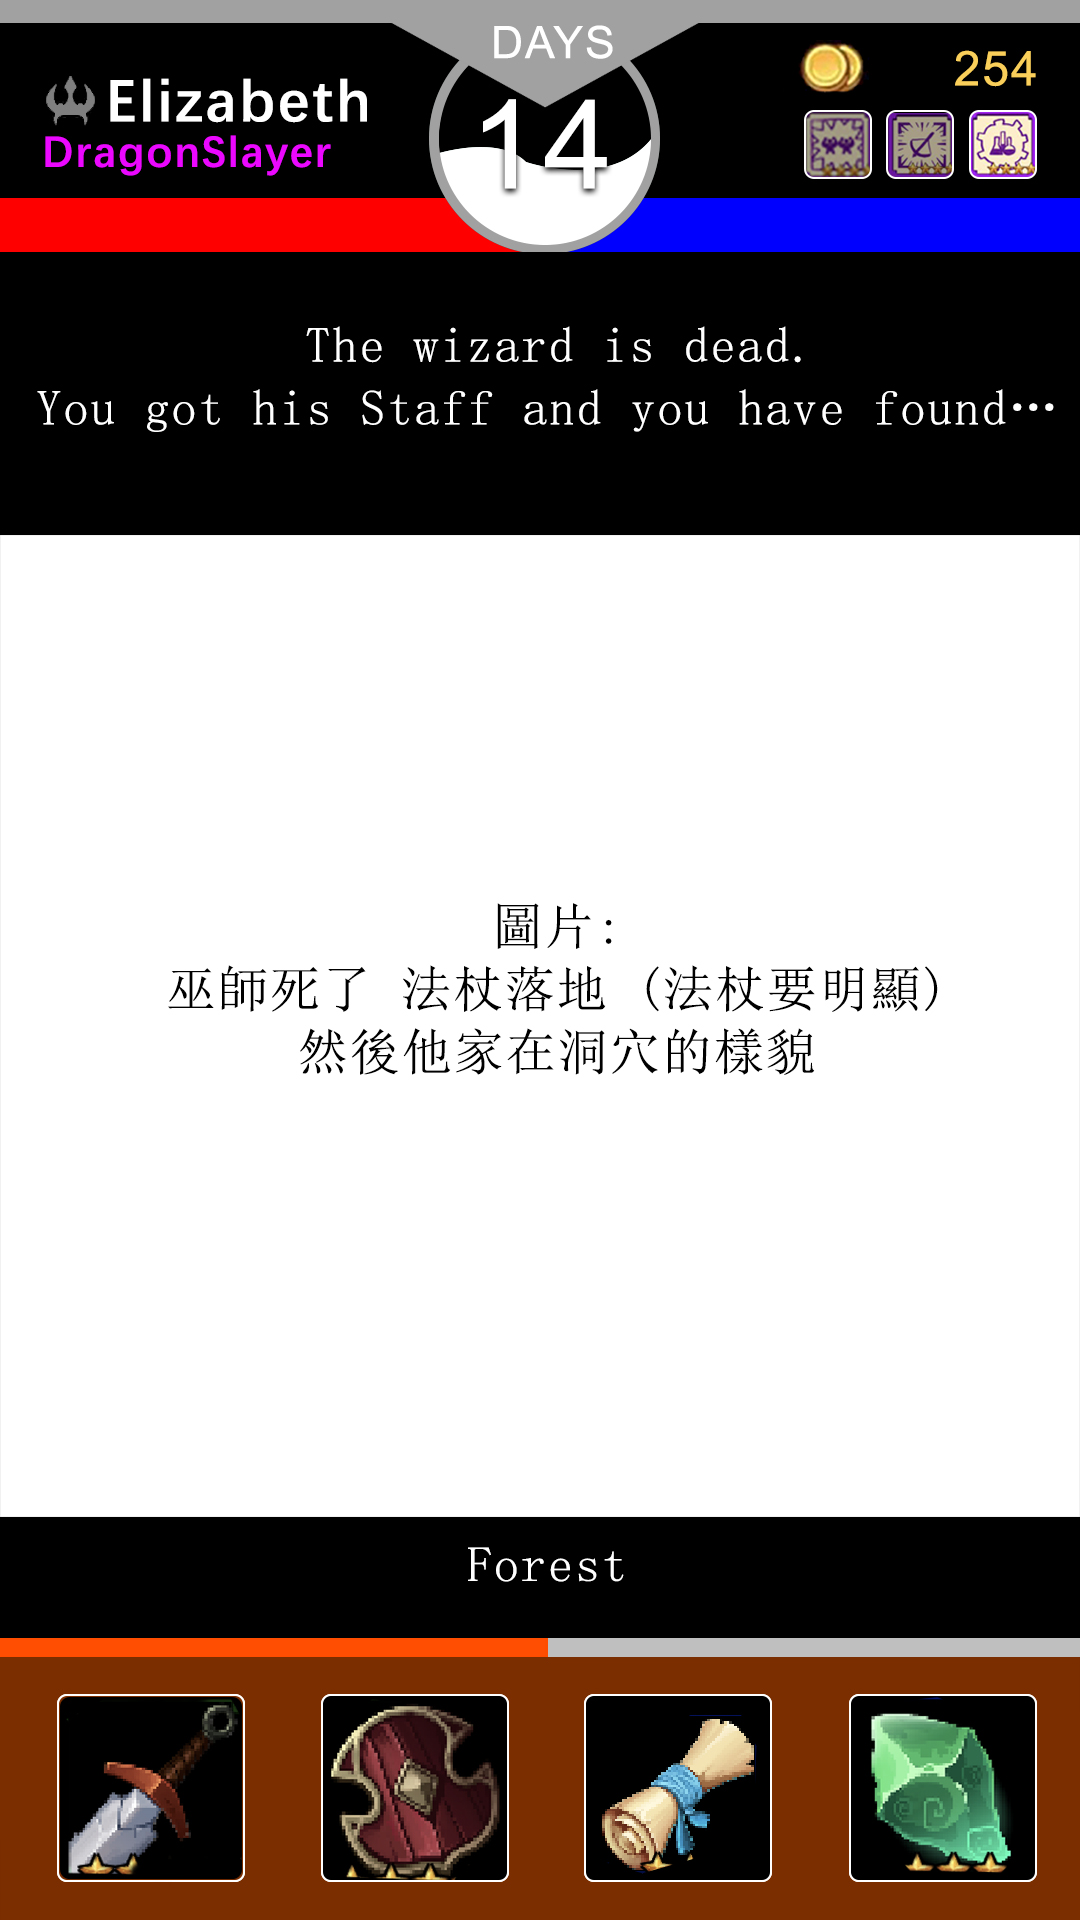 DAYS
14
254
Elizabeth
DragonSlayer
The wizard is dead.
You got his Staff and you have found…
圖片:
巫師死了 法杖落地 (法杖要明顯)
然後他家在洞穴的樣貌
Forest